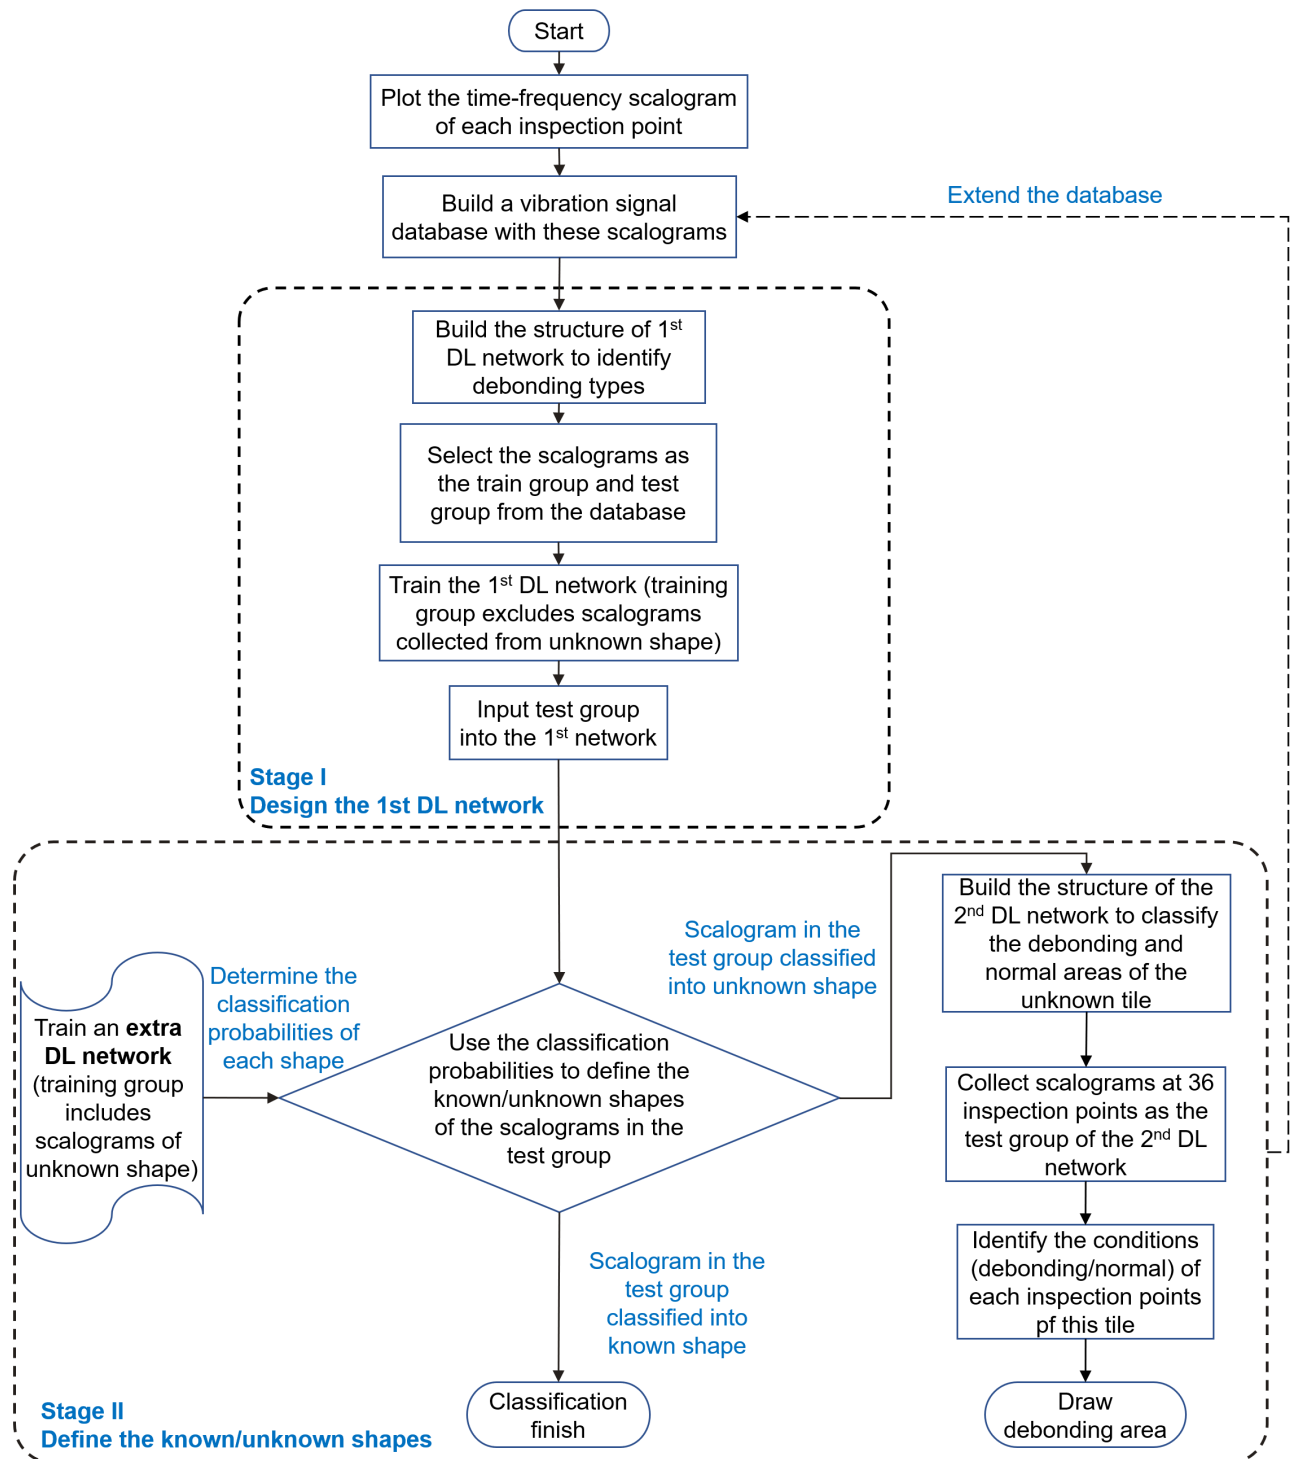 Start
Plot the time-frequency scalogram
of each inspection point
Build a vibration signal
database with these scalograms
Extend the database
Build the structure of 1st
DL network to identify
debonding types
Select the scalograms as
the train group and test
group from the database
Train the 1st DL network (training
group excludes scalograms
collected from unknown shape)
Input test group
into the 1st network
Stage I
Design the 1st DL network
Train an extra
DL network
(training group
includes
scalograms of
unknown shape)
Determine the
classification
probabilities of
each shape
Use the classification
probabilities to define the
known/unknown shapes
of the scalograms in the
test group
Scalogram in the
test group classified
into unknown shape
Build the structure of the
2nd DL network to classify
the debonding and
normal areas of the
unknown tile
Collect scalograms at 36
inspection points as the
test group of the 2nd DL
network
Identify the conditions
(debonding/normal) of
each inspection points
pf this tile
Draw
debonding area
Scalogram in the
test group
classified into
known shape
Classification
finish
Stage II
Define the known/unknown shapes